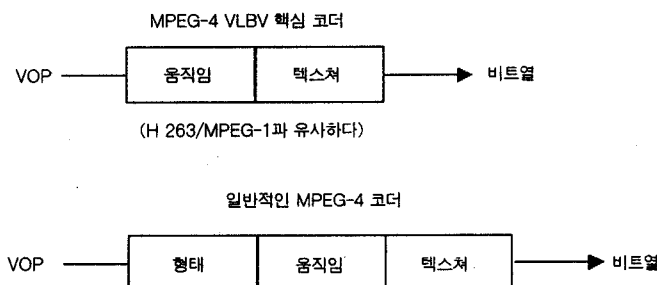 MPEG-4 VLBV 핵심 코더
VOP 움직임 텍스쳐 비트열
(H 263/MPEG-1과 유사하다)
일반적인 MPEG-4 코더
VOP 형태 움직임 텍스쳐 비트열